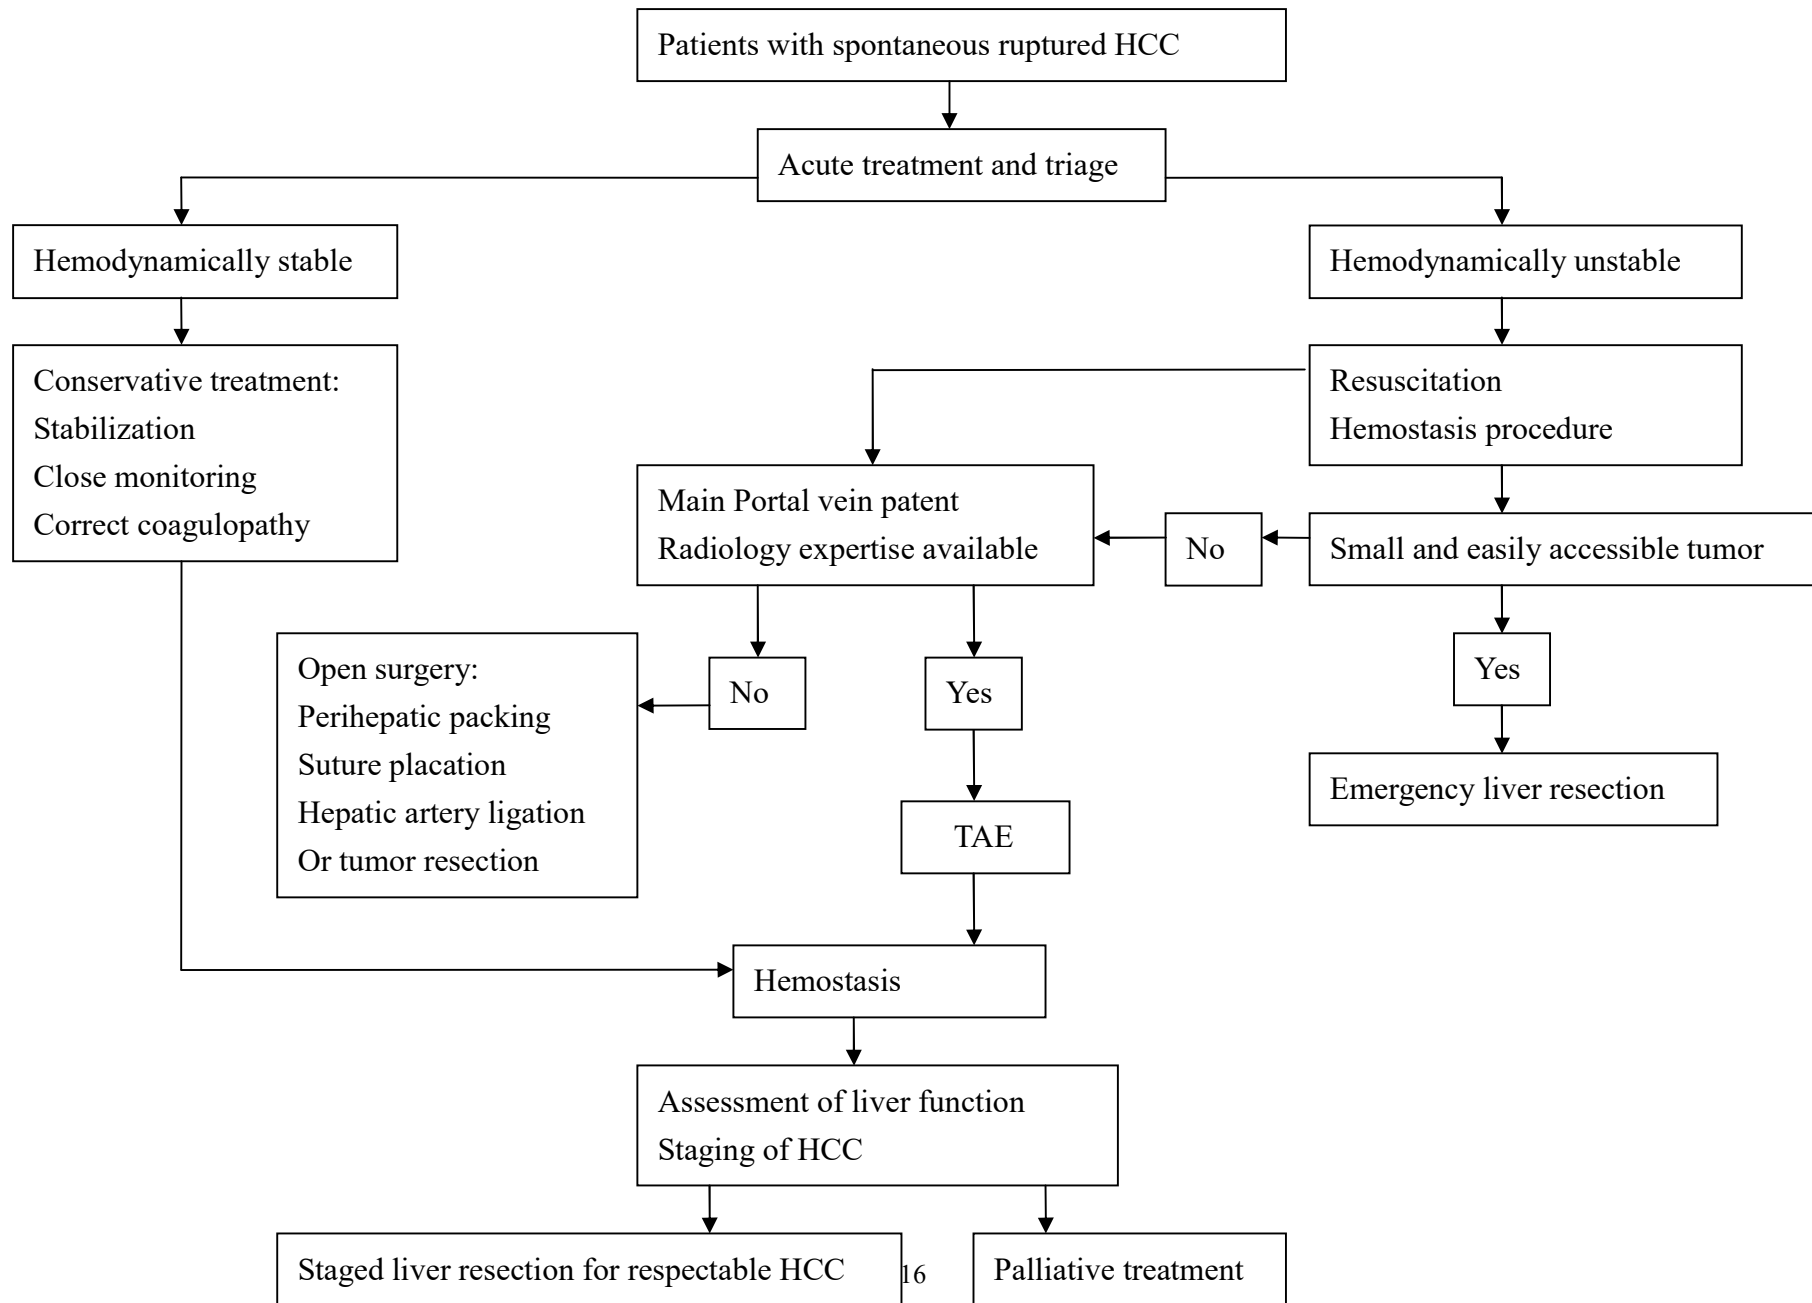 Patients with spontaneous ruptured HCC
Acute treatment and triage
Hemodynamically stable
Hemodynamically unstable
Conservative treatment:
Stabilization
Close monitoring
Correct coagulopathy
Resuscitation
Hemostasis procedure
Main Portal vein patent
Radiology expertise available
No
Small and easily accessible tumor
Open surgery:
Perihepatic packing
Suture placation
Hepatic artery ligation
Or tumor resection
No
Yes
Yes
TAE
Emergency liver resection
Hemostasis
Assessment of liver function
Staging of HCC
Staged liver resection for respectable HCC
16
Palliative treatment